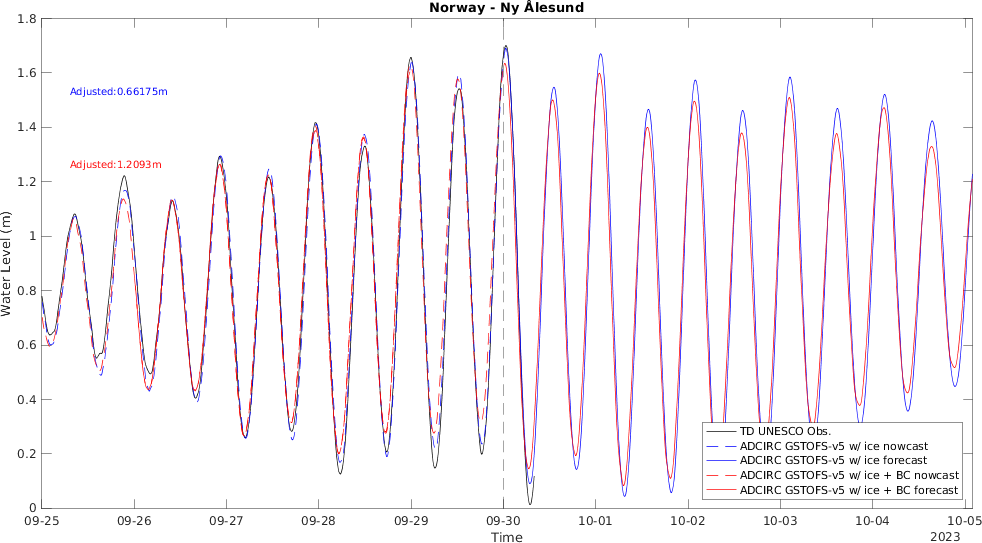 Norway - Ny Ålesund
1.8
1.6
1.4
1.2
1
0.8
0.6
0.4
0.2
0
Water Level (m)
Adjusted:0.66175m
Adjusted:1.2093m
TD UNESCO Obs.
ADCIRC GSTOFS-v5 w/ ice nowcast
ADCIRC GSTOFS-v5 w/ ice forecast
ADCIRC GSTOFS-v5 w/ ice + BC nowcast
ADCIRC GSTOFS-v5 w/ ice + BC forecast
09-25 09-26 09-27 09-28 09-29 09-30 10-01 10-02 10-03 10-04 10-05
Time
2023